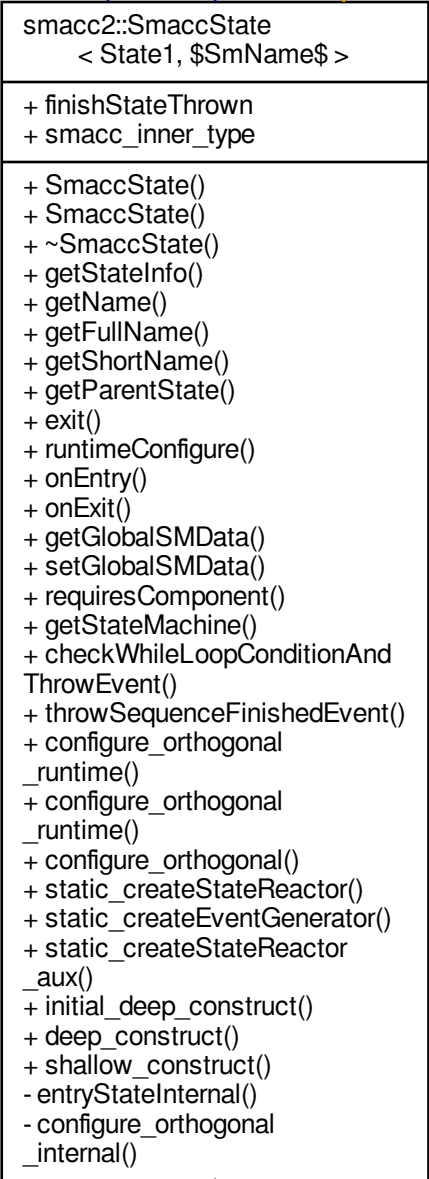 smacc2::SmaccState
< State1, $SmName$ >
+ finishStateThrown
+ smacc_inner_type
+ SmaccState()
+ SmaccState()
+ ~SmaccState()
+ getStateInfo()
+ getName()
+ getFullName()
+ getShortName()
+ getParentState()
+ exit()
+ runtimeConfigure()
+ onEntry()
+ onExit()
+ getGlobalSMData()
+ setGlobalSMData()
+ requiresComponent()
+ getStateMachine()
+ checkWhileLoopConditionAnd
ThrowEvent()
+ throwSequenceFinishedEvent()
+ configure_orthogonal
_runtime()
+ configure_orthogonal
_runtime()
+ configure_orthogonal()
+ static_createStateReactor()
+ static_createEventGenerator()
+ static_createStateReactor
_aux()
+ initial_deep_construct()
+ deep_construct()
+ shallow_construct()
- entryStateInternal()
- configure_orthogonal
_internal()